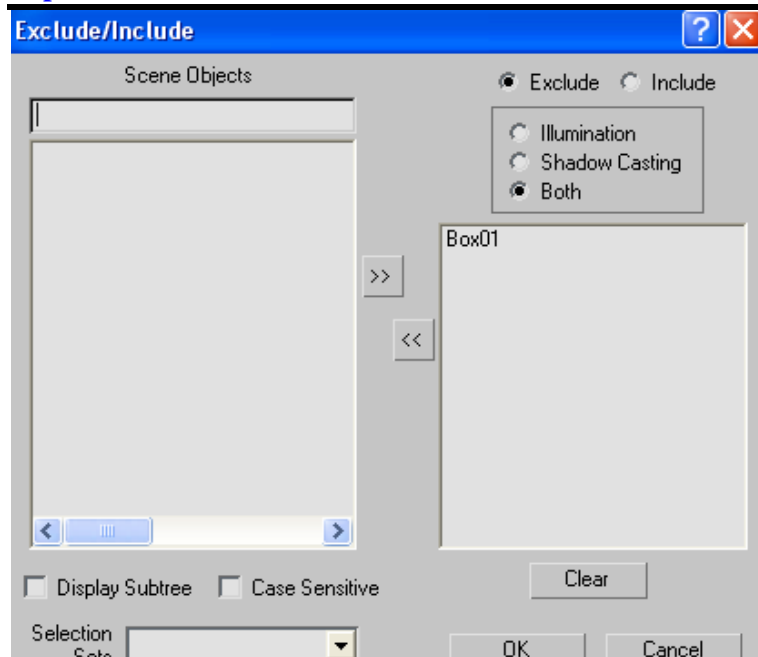 Exclude/Include
Scene Objects
Exclude Include
Illumination
Shadow Casting
Both
Box01
>>
<<
Clear
Display Subtree Case Sensitive
Selection
Sets
OK Cancel